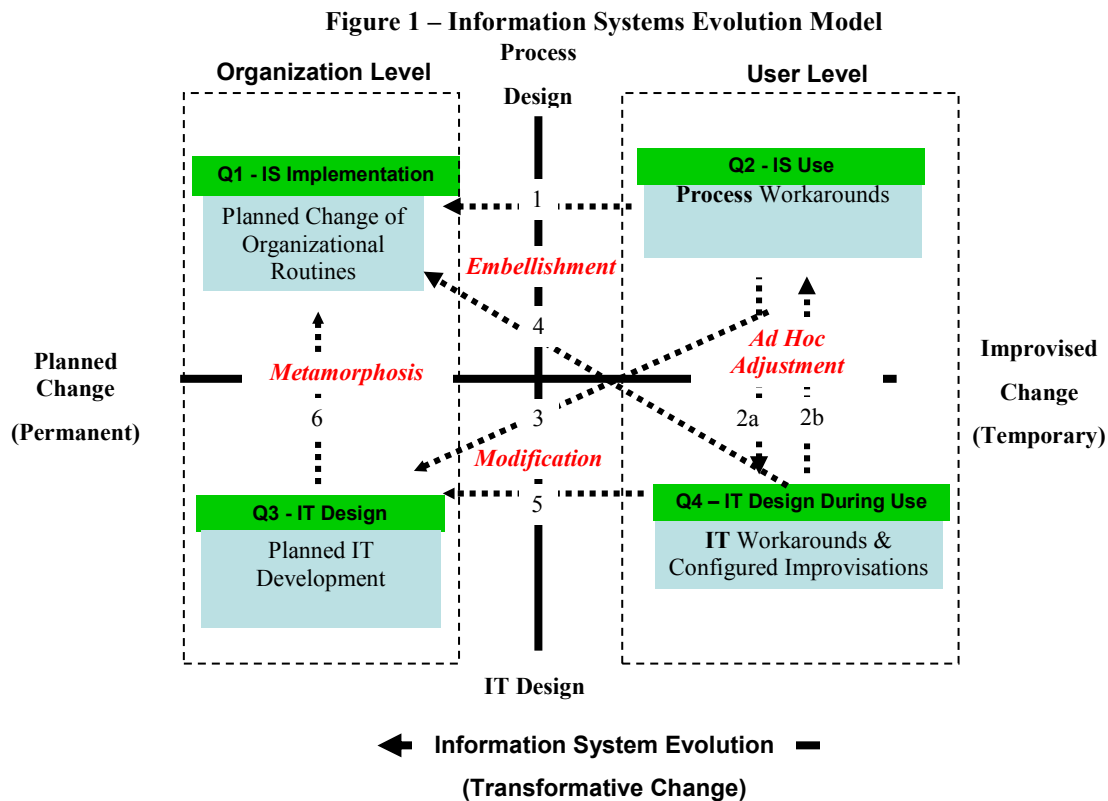 Figure 1 – Information Systems Evolution Model
Process
Design
Organization Level
User Level
Q1 - IS Implementation
Planned Change of
Organizational
Routines
Q2 - IS Use
Process Workarounds
1
Embellishment
4
Ad Hoc
Adjustment
Planned
Change
(Permanent)
Metamorphosis
Improvised
Change
(Temporary)
6
3
2a
2b
Modification
5
Q3 - IT Design
Planned IT
Development
Q4 – IT Design During Use
IT Workarounds &
Configured Improvisations
IT Design
Information System Evolution
(Transformative Change)